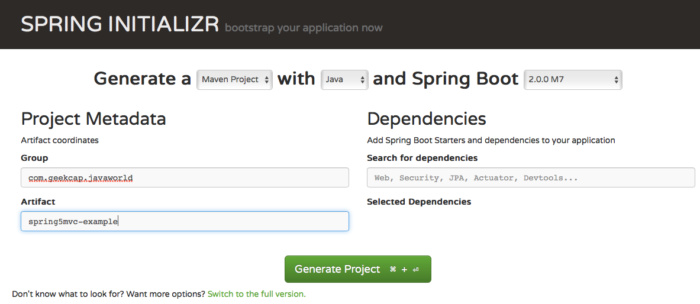 SPRING INITIALIZR bootstrap your application now
Generate a Maven Project with Java and Spring Boot 2.0.0 M7
Project Metadata
Artifact coordinates
Group
com.geekcap.javaworld
Artifact
spring5mvc-example
Dependencies
Add Spring Boot Starters and dependencies to your application
Search for dependencies
Web, Security, JPA, Actuator, Devtools...
Selected Dependencies
Generate Project ⌘ + ⏎
Don't know what to look for? Want more options? Switch to the full version.